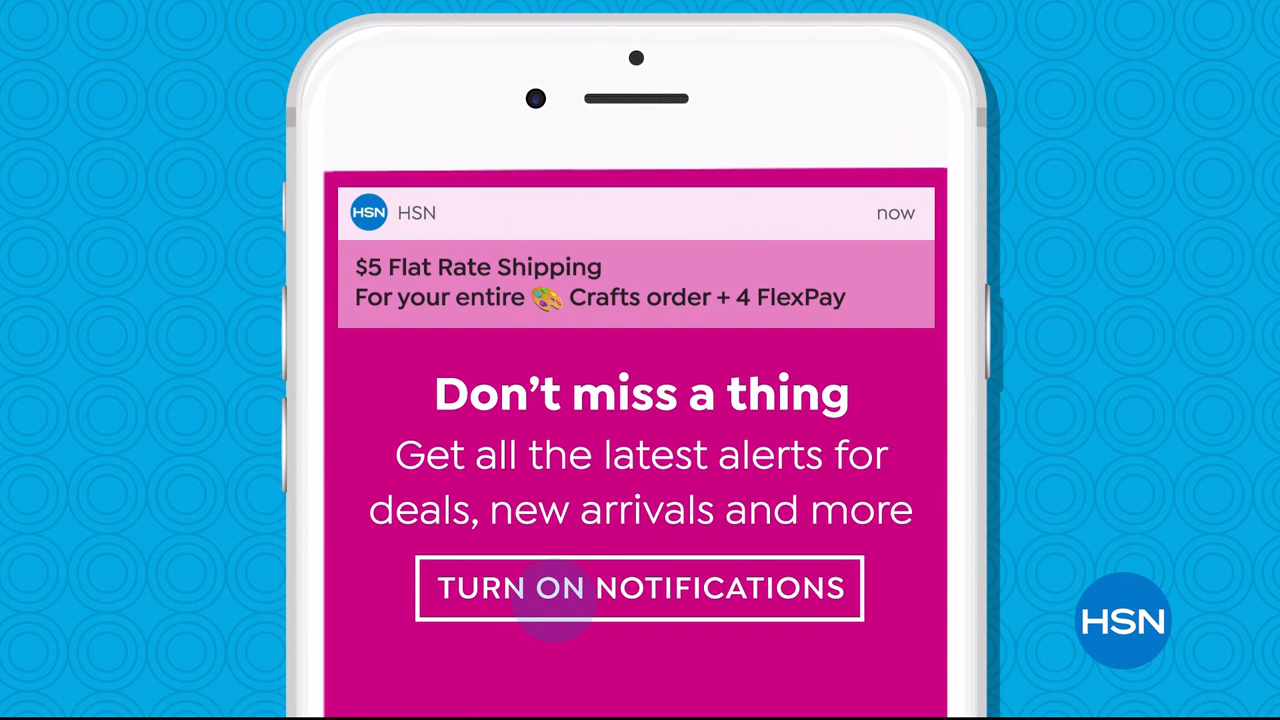 HSN HSN now
$5 Flat Rate Shipping
For your entire 🎨 Crafts order + 4 FlexPay
Don't miss a thing
Get all the latest alerts for
deals, new arrivals and more
TURN ON NOTIFICATIONS
HSN